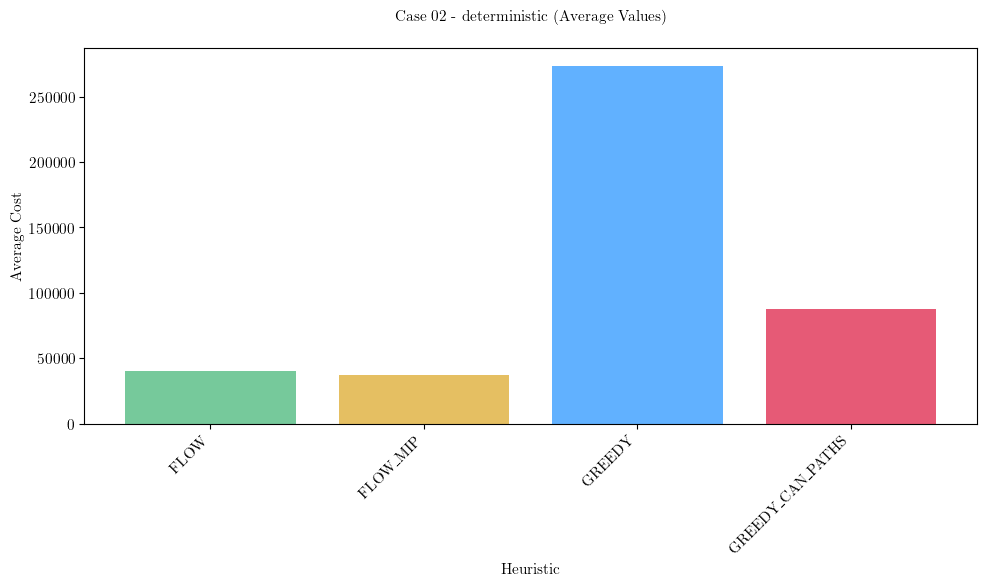 Case 02 - deterministic (Average Values)
Average Cost
250000
200000
150000
100000
50000
0
FLOW
FLOW_MIP
GREEDY
GREEDY_CAN_PATHS
Heuristic